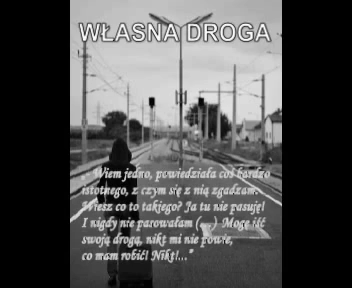 WŁASNA DROGA
„- Wiem jedno, powiedziała coś bardzo
istotnego, z czym się z nią zgadzam.
Wiesz co to takiego? Ja tu nie pasuję!
I nigdy nie pasowałam (...) Mogę iść
swoją drogą, nikt mi nie powie,
co mam robić! Nikt!...”